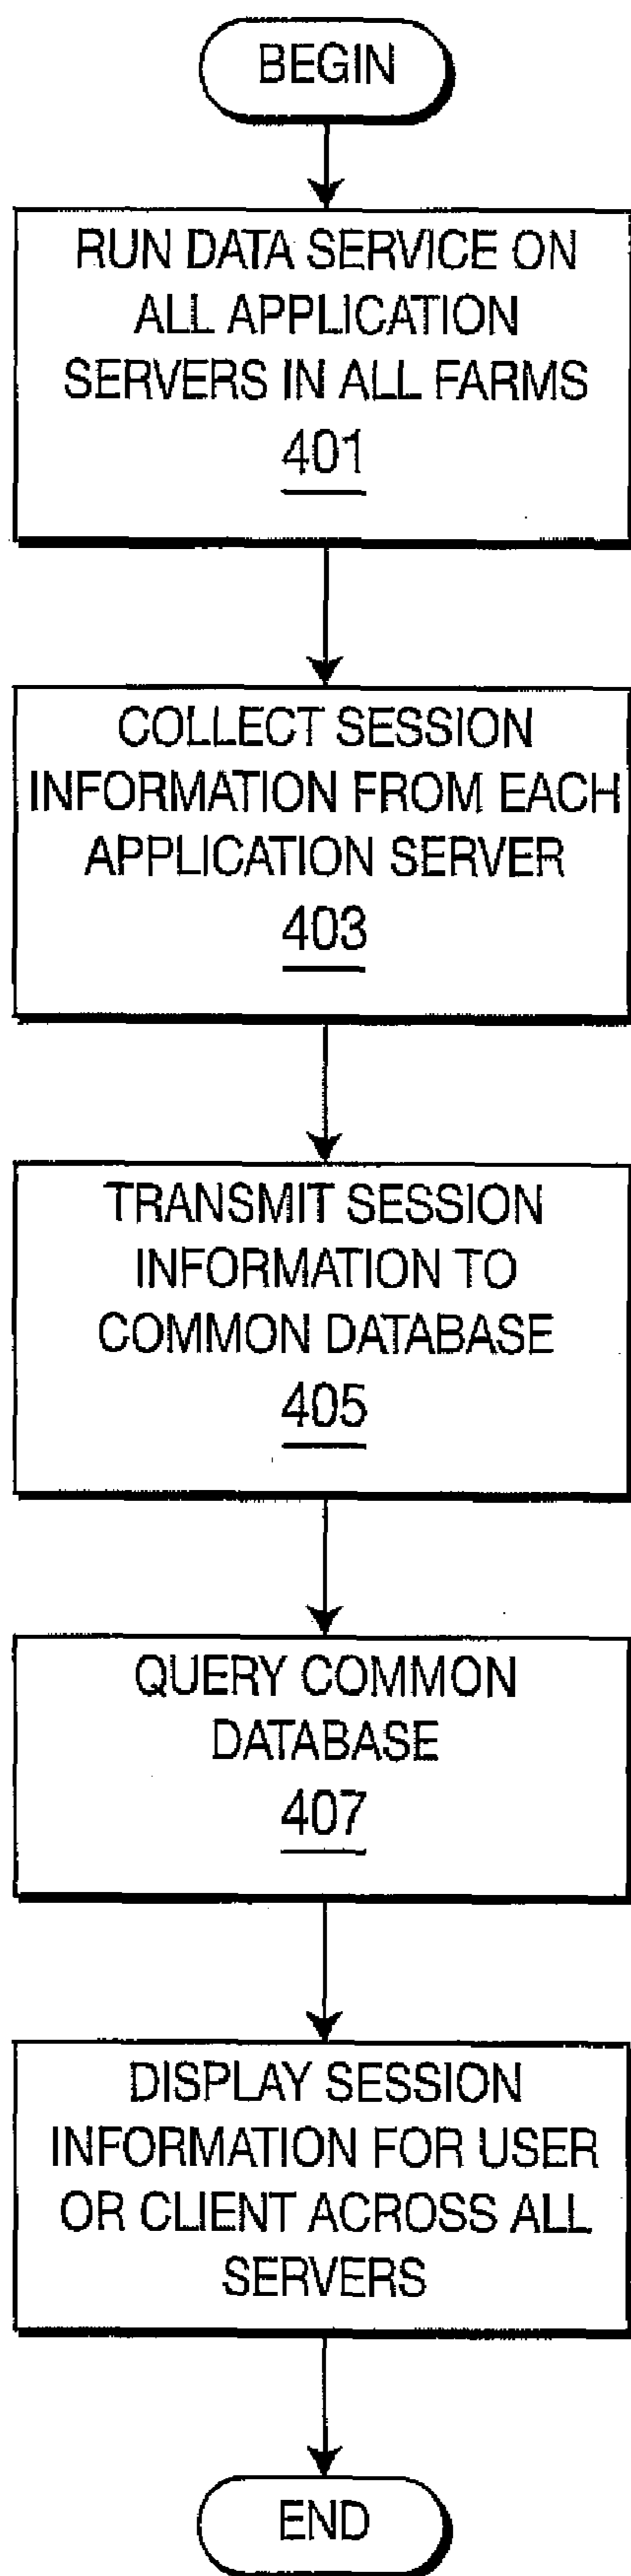 BEGIN
RUN DATA SERVICE ON
ALL APPLICATION
SERVERS IN ALL FARMS
401
COLLECT SESSION
INFORMATION FROM EACH
APPLICATION SERVER
403
TRANSMIT SESSION
INFORMATION TO
COMMON DATABASE
405
QUERY COMMON
DATABASE
407
DISPLAY SESSION
INFORMATION FOR USER
OR CLIENT ACROSS ALL
SERVERS
END